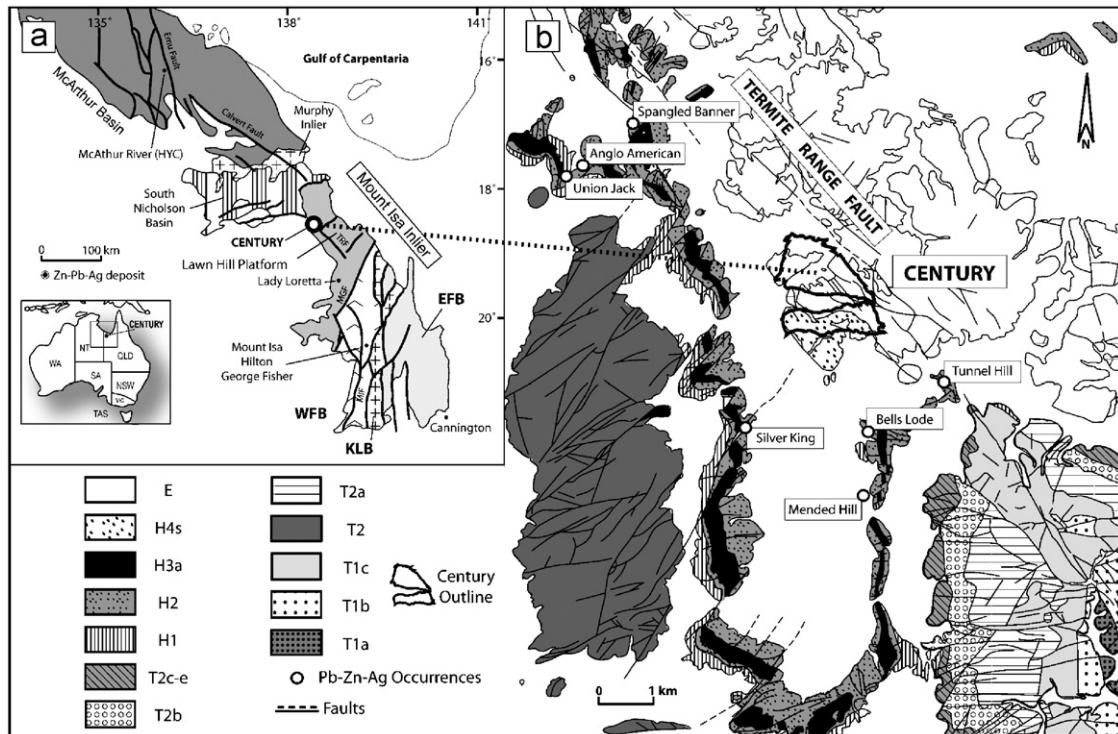 a
135
138
141
16
18
20
Gulf of Carpentaria
McArthur Basin
Emu Fault
Calvert Fault
Murphy
Inlier
McAthur River (HYC)
South
Nicholson
Basin
Mount Isa Inlier
CENTURY
TRF
Lawn Hill Platform
Lady Loretta
MGF
EFB
Mount Isa
Hilton
George Fisher
MIF
WFB
KLB
Cannington
0 100 km
Zn-Pb-Ag deposit
CENTURY
WA
NT
QLD
SA
NSW
VIC
TAS
b
Spangled Banner
Anglo American
Union Jack
TERMITE RANGE FAULT
N
CENTURY
Tunnel Hill
Bells Lode
Silver King
Mended Hill
0 1 km
E
H4s
H3a
H2
H1
T2c-e
T2b
T2a
T2
T1c
T1b
T1a
Century
Outline
Pb-Zn-Ag Occurrences
Faults